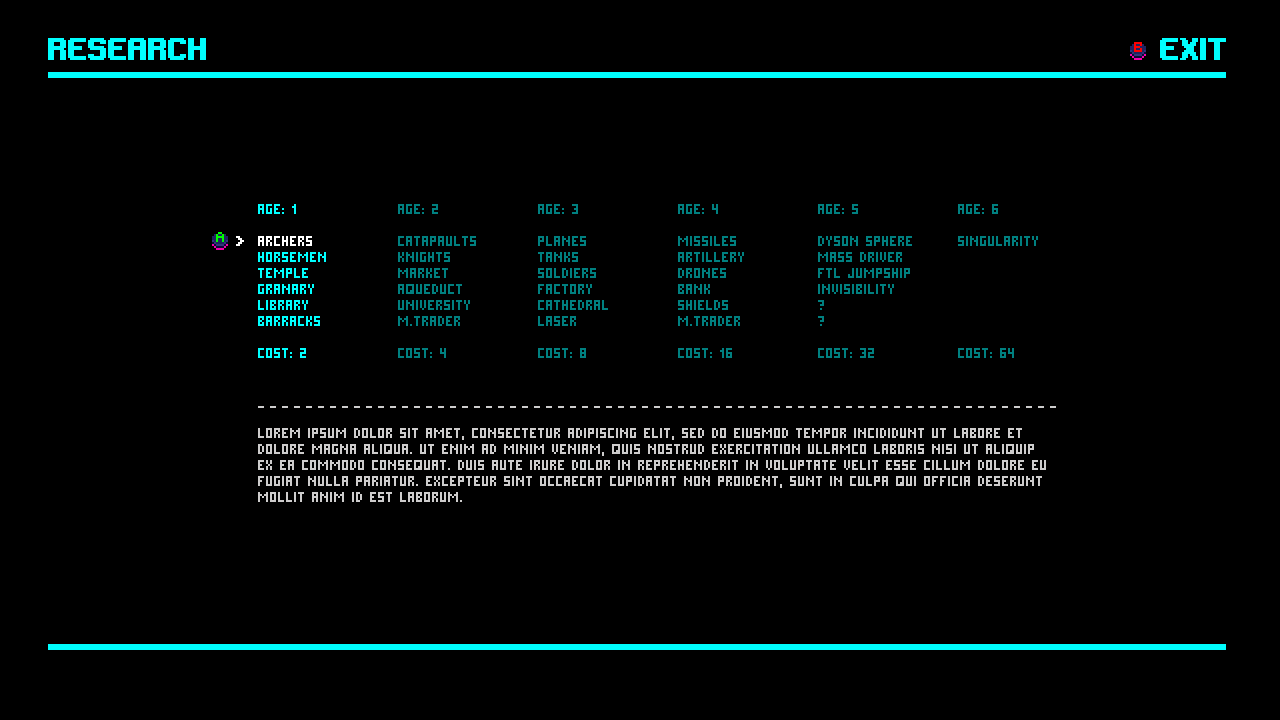 RESEARCH
B EXIT
AGE: 1 AGE: 2 AGE: 3 AGE: 4 AGE: 5 AGE: 6
A > ARCHERS CATAPAULTS PLANES MISSILES DYSON SPHERE SINGULARITY
HORSEMEN KNIGHTS TANKS ARTILLERY MASS DRIVER
TEMPLE MARKET SOLDIERS DRONES FTL JUMPSHIP
GRANARY AQUEDUCT FACTORY BANK INVISIBILITY
LIBRARY UNIVERSITY CATHEDRAL SHIELDS ?
BARRACKS M.TRADER LASER M.TRADER ?
COST: 2 COST: 4 COST: 8 COST: 16 COST: 32 COST: 64
LOREM IPSUM DOLOR SIT AMET, CONSECTETUR ADIPISCING ELIT, SED DO EIUSMOD TEMPOR INCIDIDUNT UT LABORE ET
DOLORE MAGNA ALIQUA. UT ENIM AD MINIM VENIAM, QUIS NOSTRUD EXERCITATION ULLAMCO LABORIS NISI UT ALIQUIP
EX EA COMMODO CONSEQUAT. DUIS AUTE IRURE DOLOR IN REPREHENDERIT IN VOLUPTATE VELIT ESSE CILLUM DOLORE EU
FUGIAT NULLA PARIATUR. EXCEPTEUR SINT OCCAECAT CUPIDATAT NON PROIDENT, SUNT IN CULPA QUI OFFICIA DESERUNT
MOLLIT ANIM ID EST LABORUM.